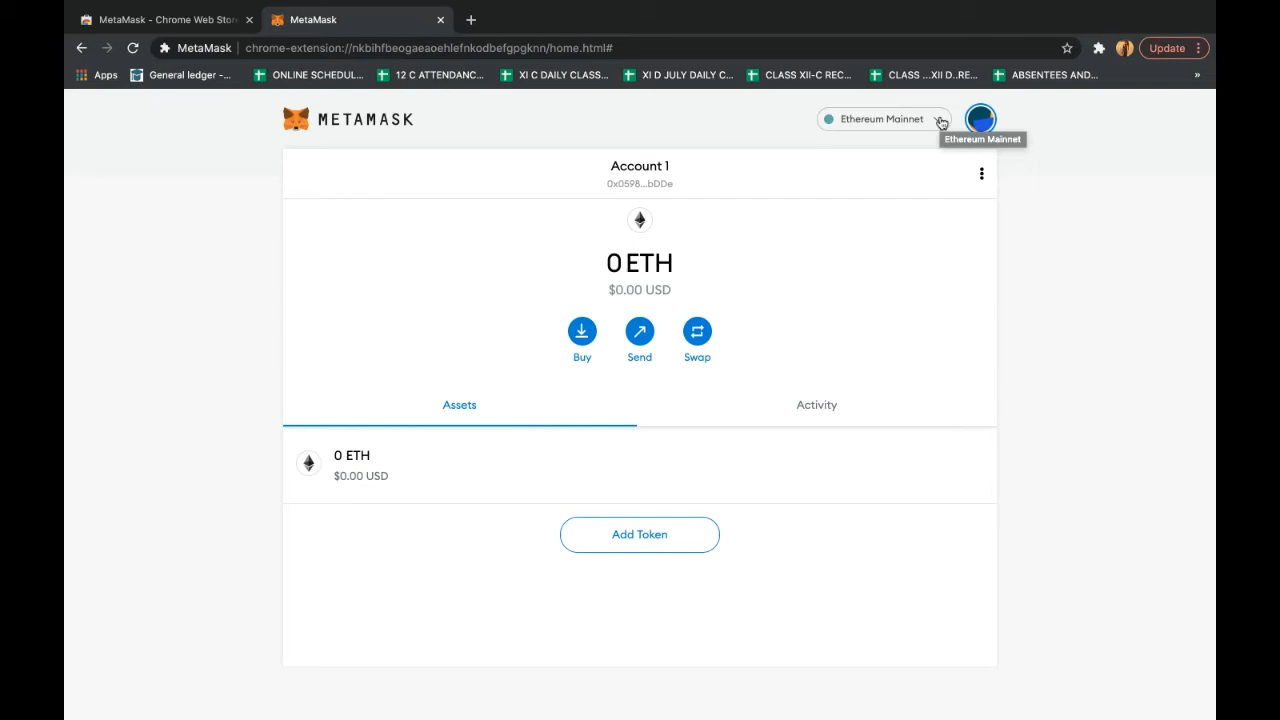 MetaMask - Chrome Web Stor
MetaMask
MetaMask chrome-extension://nkbihfbeogaeaoehlefnkodbefgpgknn/home.html#
Update
Apps General ledger -... ONLINE SCHEDUL... 12 C ATTENDANC... XI C DAILY CLASS... XI D JULY DAILY C... CLASS XII-C REC... CLASS ...XII D..RE... ABSENTEES AND... »
METAMASK
Ethereum Mainnet
Ethereum Mainnet
Account 1
0x0598...bDDe
0 ETH
$0.00 USD
Buy Send Swap
Assets Activity
0 ETH
$0.00 USD
Add Token